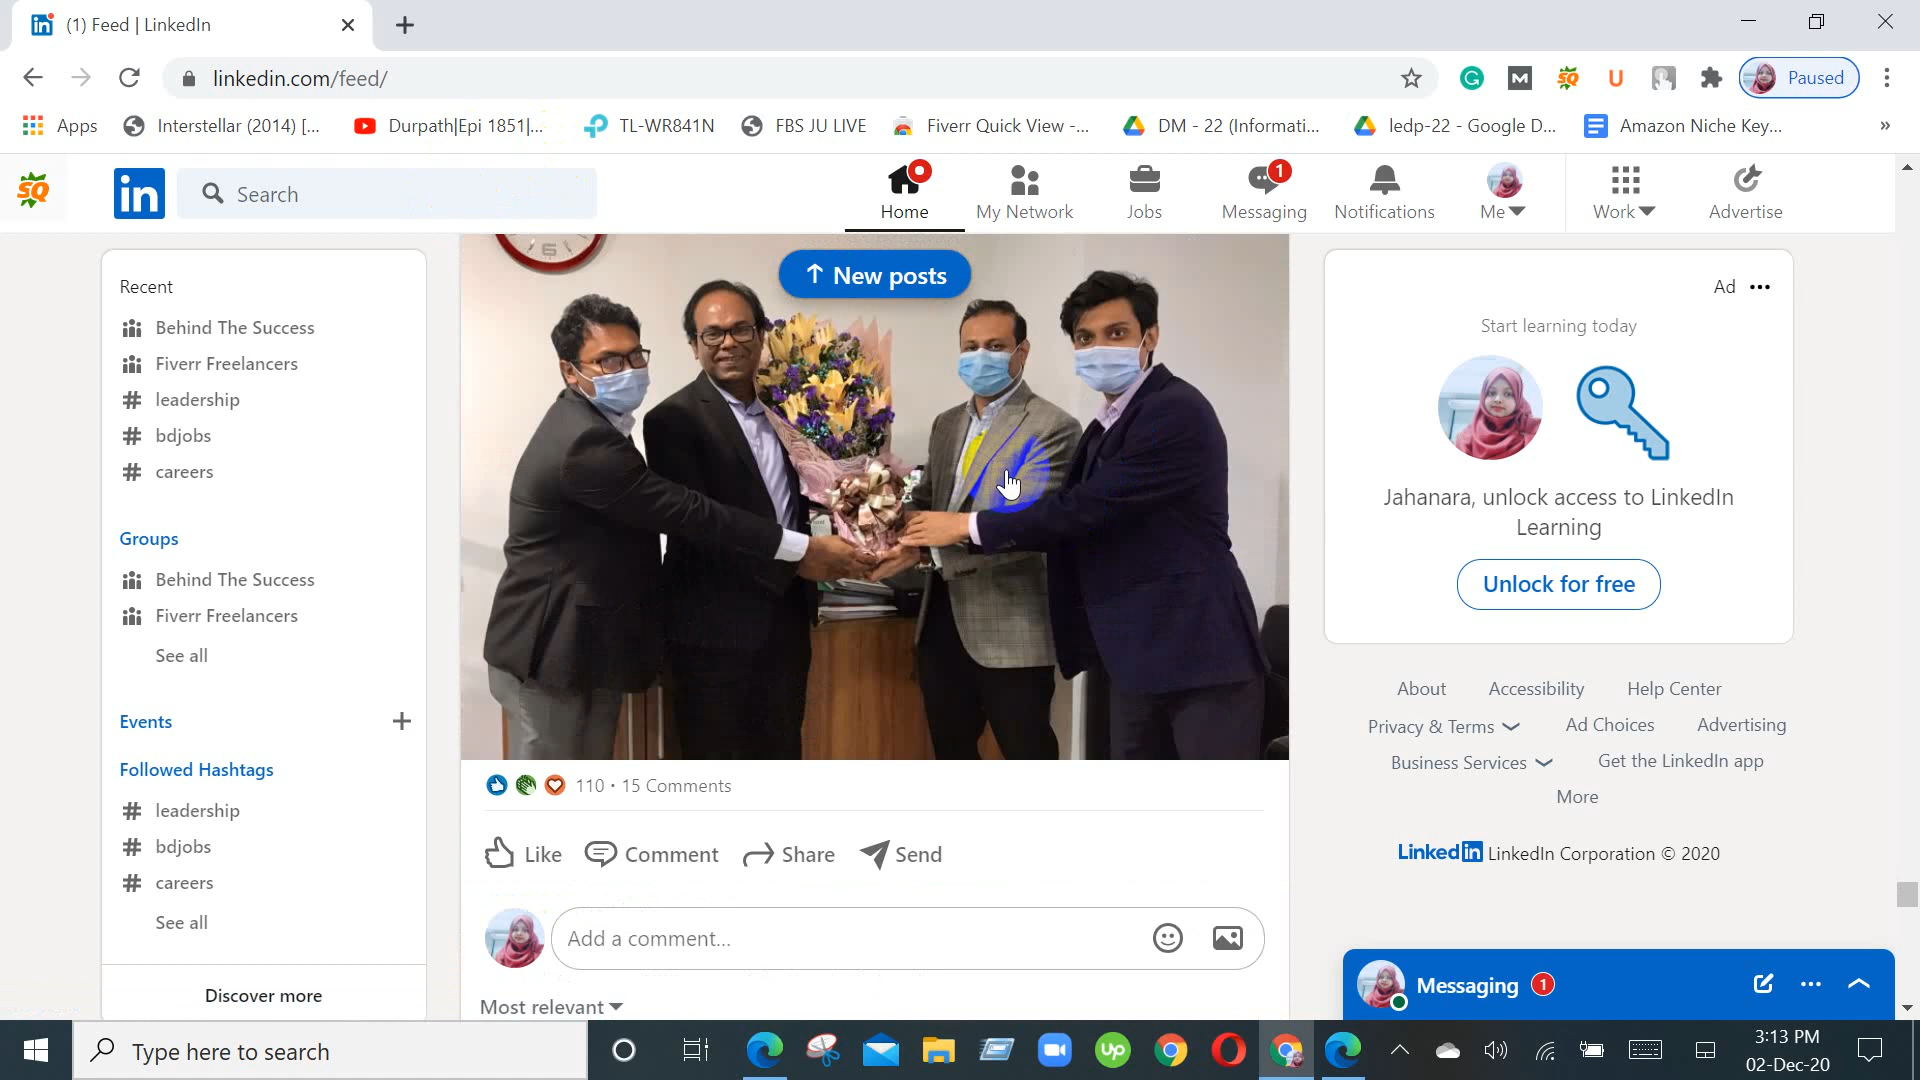 (1) Feed | LinkedIn
linkedin.com/feed/
Paused
Apps
Interstellar (2014) [...
Durpath|Epi 1851|...
TL-WR841N
FBS JU LIVE
Fiverr Quick View -...
DM - 22 (Informati...
ledp-22 - Google D...
Amazon Niche Key...
»
SQ
in
Search
Home
My Network
Jobs
1
Messaging
Notifications
Me
Work
Advertise
Recent
Behind The Success
Fiverr Freelancers
# leadership
# bdjobs
# careers
Groups
Behind The Success
Fiverr Freelancers
See all
Events
Followed Hashtags
# leadership
# bdjobs
# careers
See all
Discover more
6
↑ New posts
110 • 15 Comments
Like
Comment
Share
Send
Add a comment...
Most relevant
Ad
Start learning today
Jahanara, unlock access to LinkedIn
Learning
Unlock for free
About
Accessibility
Help Center
Privacy & Terms
Ad Choices
Advertising
Business Services
Get the LinkedIn app
More
LinkedIn LinkedIn Corporation © 2020
Messaging 1
Type here to search
Up
3:13 PM
02-Dec-20